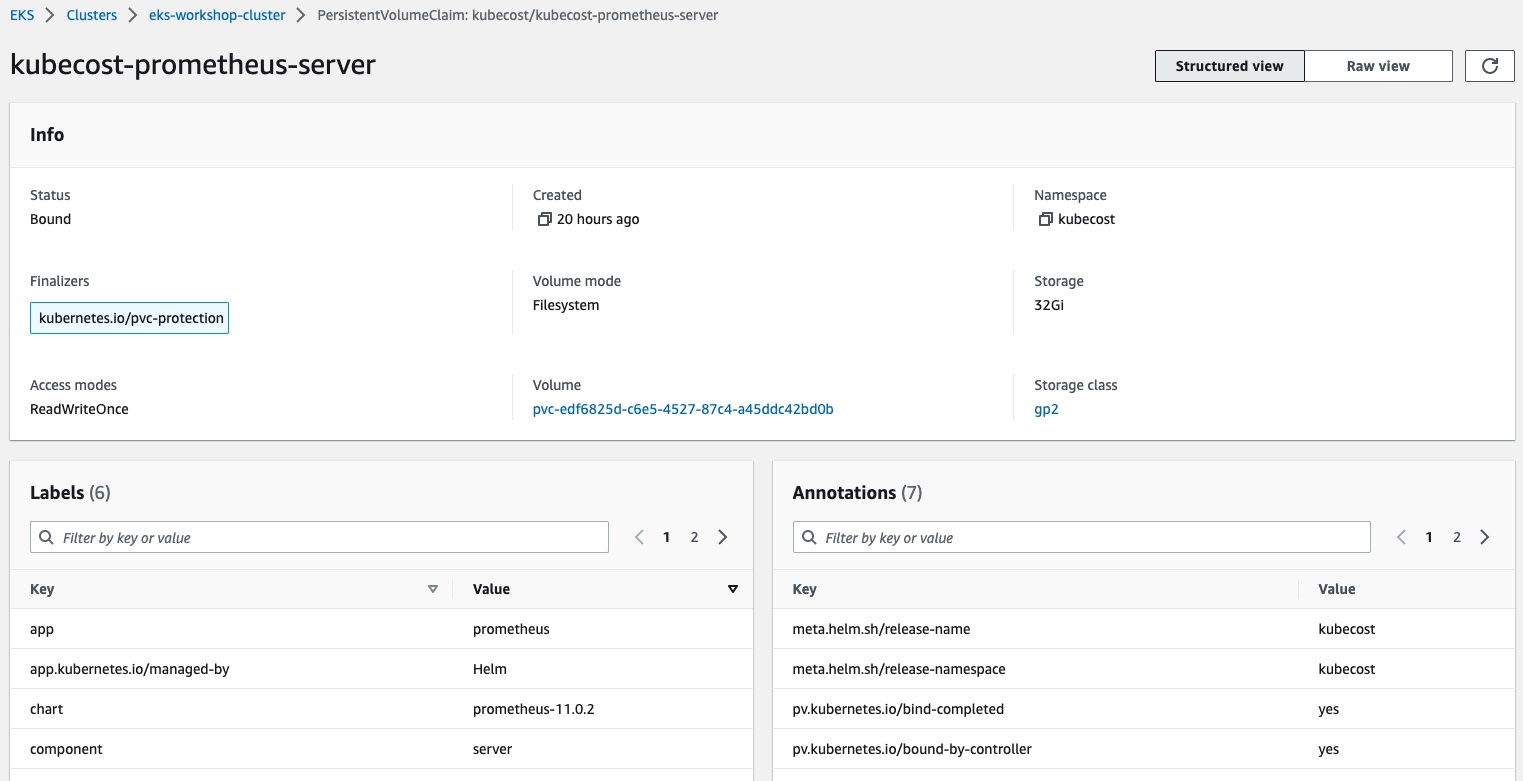 EKS > Clusters > eks-workshop-cluster > PersistentVolumeClaim: kubecost/kubecost-prometheus-server
kubecost-prometheus-server
Structured view
Raw view
Info
Status
Bound
Created
20 hours ago
Namespace
kubecost
Finalizers
kubernetes.io/pvc-protection
Volume mode
Filesystem
Storage
32Gi
Access modes
ReadWriteOnce
Volume
pvc-edf6825d-c6e5-4527-87c4-a45ddc42bd0b
Storage class
gp2
Labels (6)
Filter by key or value
1 2
Key Value
app prometheus
app.kubernetes.io/managed-by Helm
chart prometheus-11.0.2
component server
Annotations (7)
Filter by key or value
1 2
Key Value
meta.helm.sh/release-name kubecost
meta.helm.sh/release-namespace kubecost
pv.kubernetes.io/bind-completed yes
pv.kubernetes.io/bound-by-controller yes